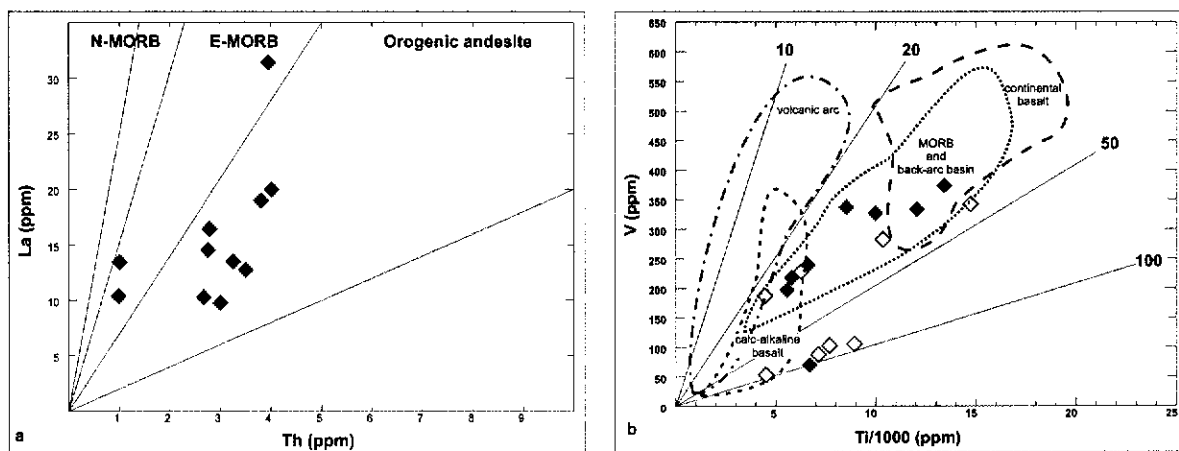 N-MORB E-MORB Orogenic andesite
30
25
20
15
10
5
La (ppm)
1 2 3 4 5 6 7 8 9
a
Th (ppm)
650
600
550
500
450
400
350
300
250
200
150
100
50
0
V (ppm)
10 20
50
100
volcanic arc
continental
basalt
MORB
and
back-arc basin
calc-alkaline
basalt
0 5 10 15 20 25
b
Ti/1000 (ppm)